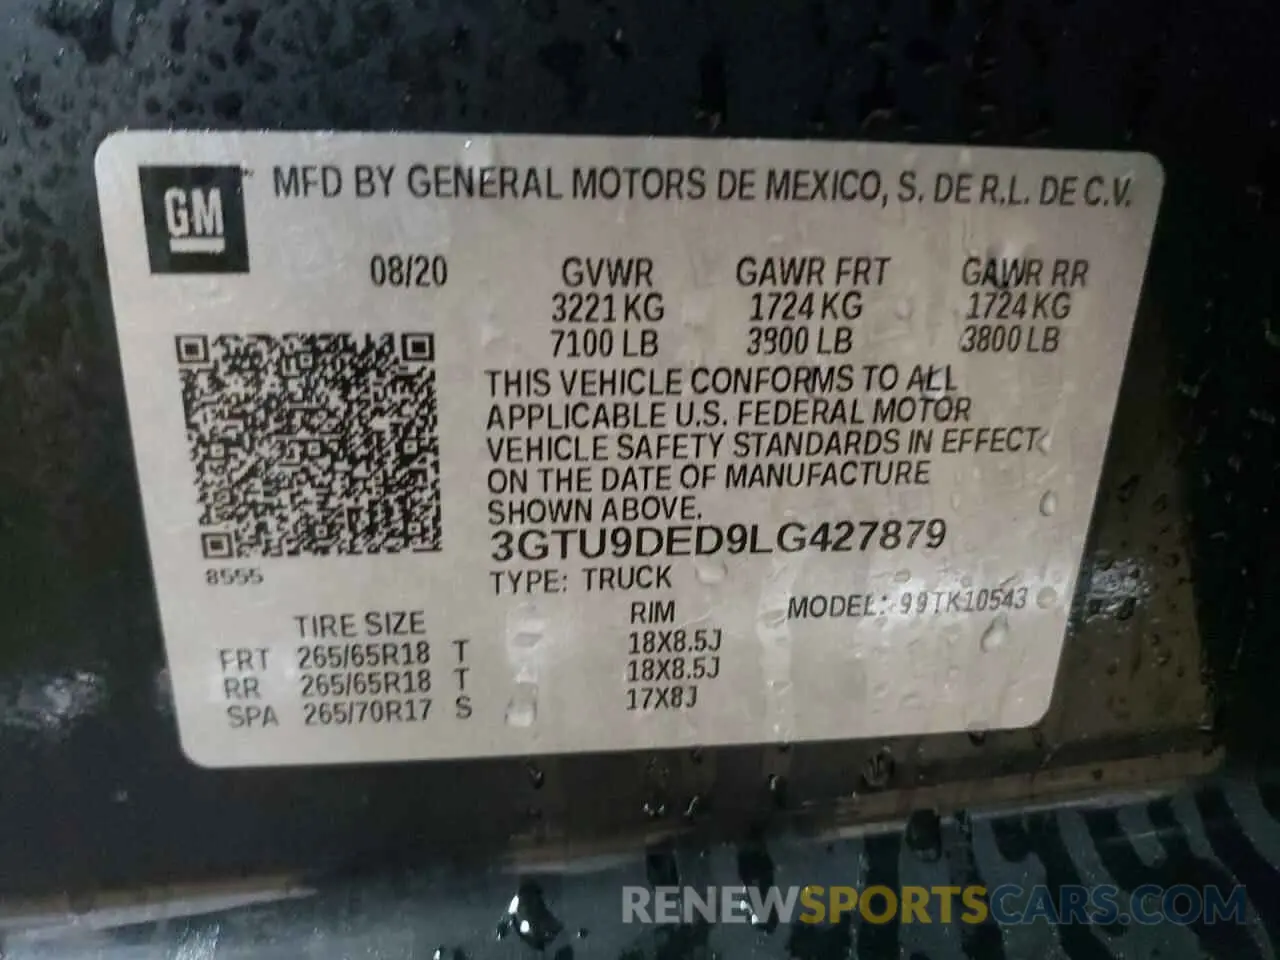 GM ™ MFD BY GENERAL MOTORS DE MEXICO, S. DE R.L. DE C.V.
08/20 GVWR GAWR FRT GAWR RR
3221 KG 1724 KG 1724 KG
7100 LB 3900 LB 3800 LB
THIS VEHICLE CONFORMS TO ALL
APPLICABLE U.S. FEDERAL MOTOR
VEHICLE SAFETY STANDARDS IN EFFECT
ON THE DATE OF MANUFACTURE
SHOWN ABOVE.
3GTU9DED9LG427879
8555
TYPE: TRUCK
MODEL: 99TK10543
TIRE SIZE RIM
FRT 265/65R18 T 18X8.5J
RR 265/65R18 T 18X8.5J
SPA 265/70R17 S 17X8J
RENEWSPORTSCARS.COM